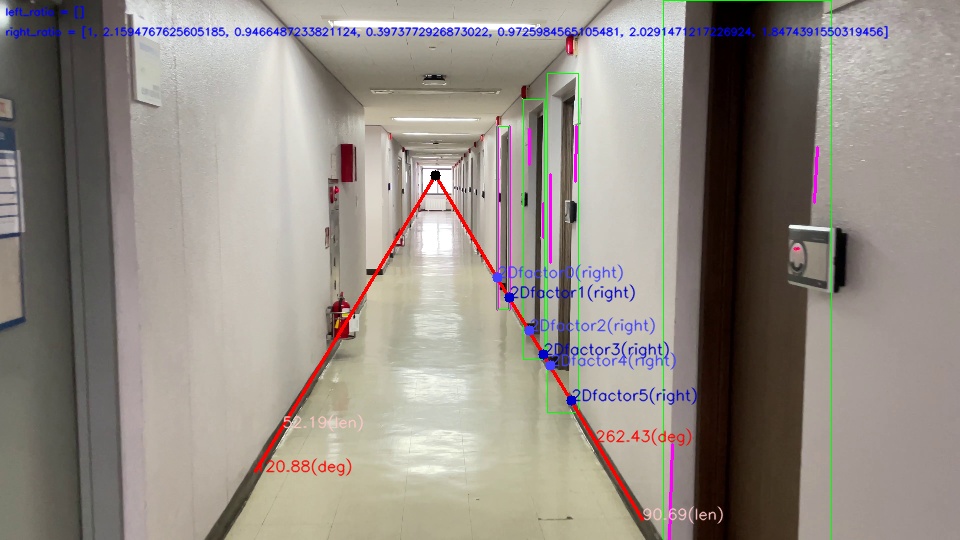 left_ratio = []
right_ratio = [1, 2.1594767625605185, 0.9466487233821124, 0.3973772926873022, 0.9725984565105481, 2.0291471217226924, 1.8474391550319456]
2Dfactor0(right)
2Dfactor1(right)
2Dfactor2(right)
2Dfactor3(right)
2Dfactor4(right)
2Dfactor5(right)
52.19(len)
262.43(deg)
20.88(deg)
90.69(len)